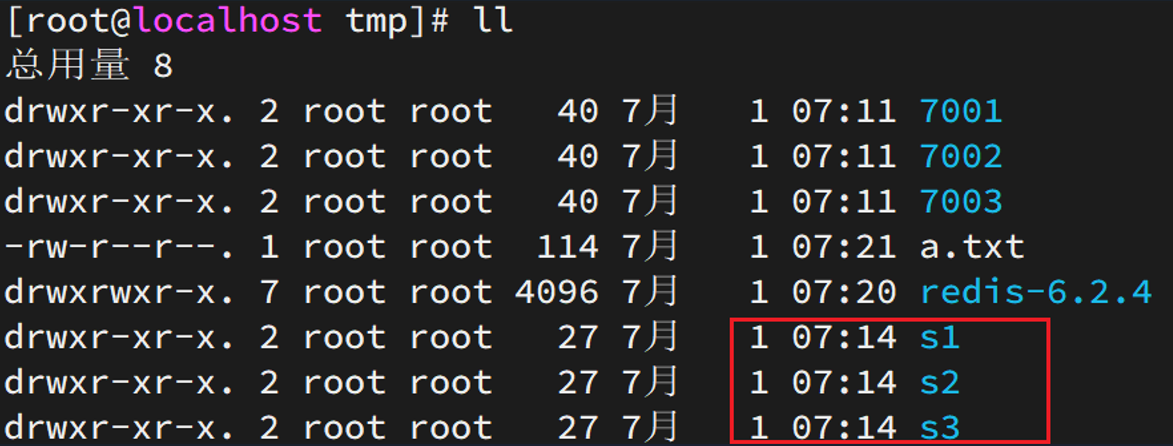 [root@localhost tmp]# ll
总用量 8
drwxr-xr-x. 2 root root   40 7月   1 07:11 7001
drwxr-xr-x. 2 root root   40 7月   1 07:11 7002
drwxr-xr-x. 2 root root   40 7月   1 07:11 7003
-rw-r--r--. 1 root root  114 7月   1 07:21 a.txt
drwxrwxr-x. 7 root root 4096 7月   1 07:20 redis-6.2.4
drwxr-xr-x. 2 root root   27 7月   1 07:14 s1
drwxr-xr-x. 2 root root   27 7月   1 07:14 s2
drwxr-xr-x. 2 root root   27 7月   1 07:14 s3